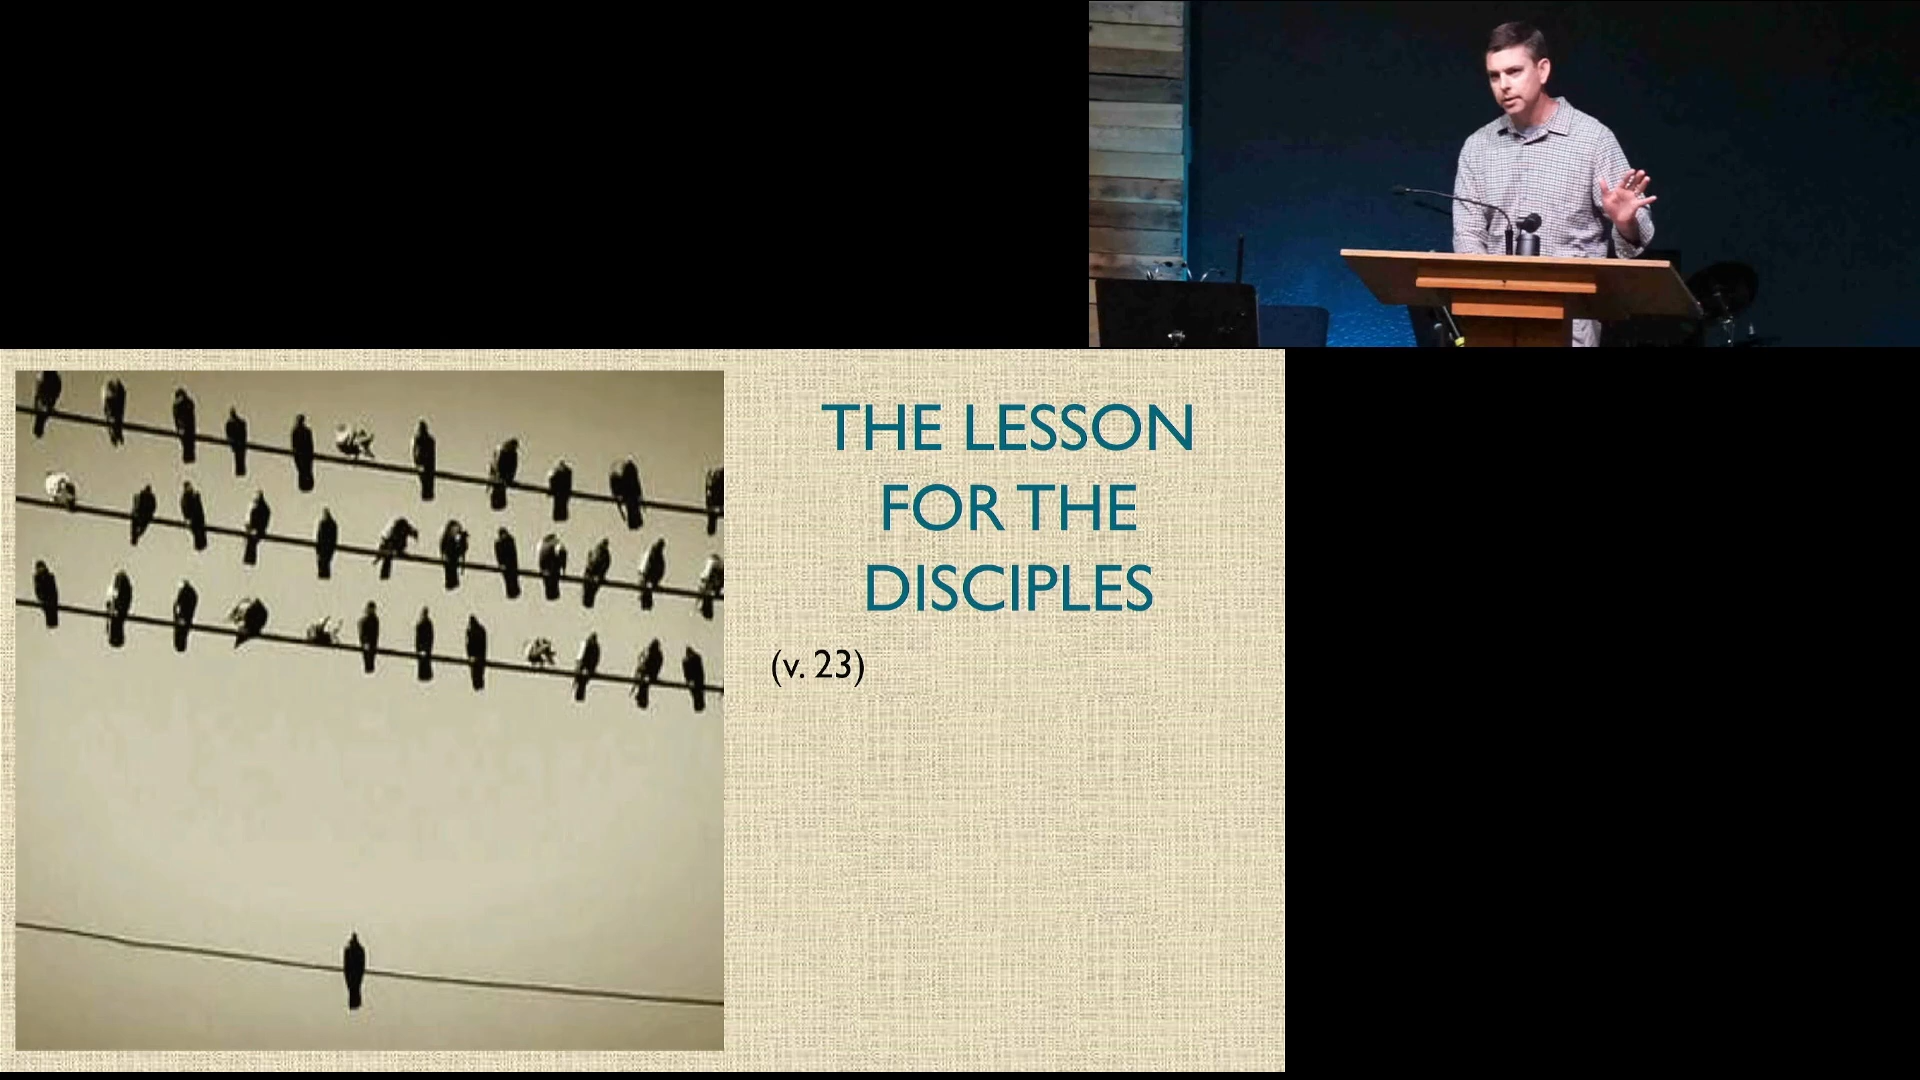 THE LESSON
FOR THE
DISCIPLES
(v. 23)